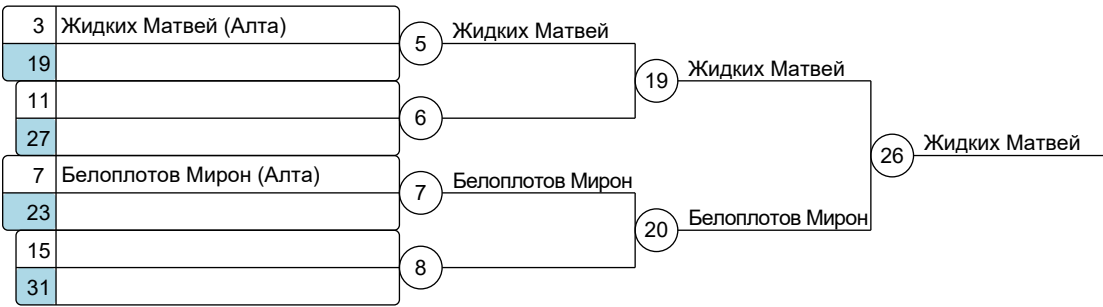 3 Жидких Матвей (Алта)
5 Жидких Матвей
19
19 Жидких Матвей
11
6
27
26 Жидких Матвей
7 Белоплотов Мирон (Алта)
7 Белоплотов Мирон
23
20 Белоплотов Мирон
15
8
31